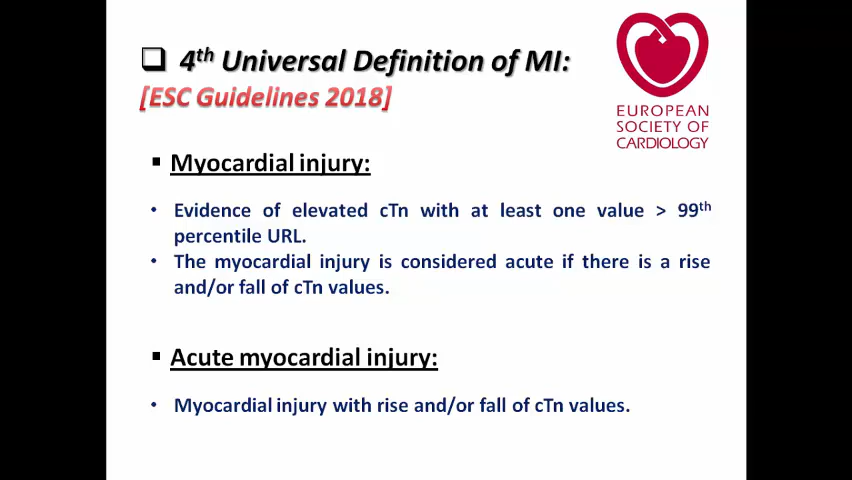 ❑ 4th Universal Definition of MI:
[ESC Guidelines 2018]
EUROPEAN
SOCIETY OF
CARDIOLOGY
▪ Myocardial injury:
• Evidence of elevated cTn with at least one value > 99th
percentile URL.
• The myocardial injury is considered acute if there is a rise
and/or fall of cTn values.
▪ Acute myocardial injury:
• Myocardial injury with rise and/or fall of cTn values.